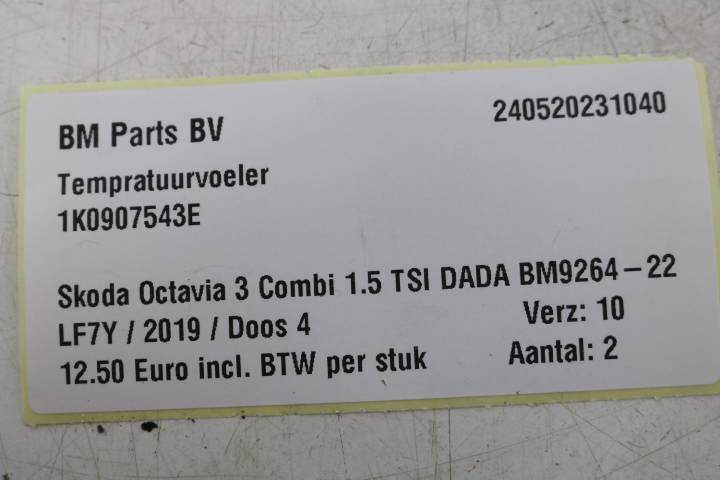 BM Parts BV 240520231040
Tempratuurvoeler
1K0907543E
Skoda Octavia 3 Combi 1.5 TSI DADA BM9264-22
LF7Y / 2019 / Doos 4 Verz: 10
12.50 Euro incl. BTW per stuk Aantal: 2